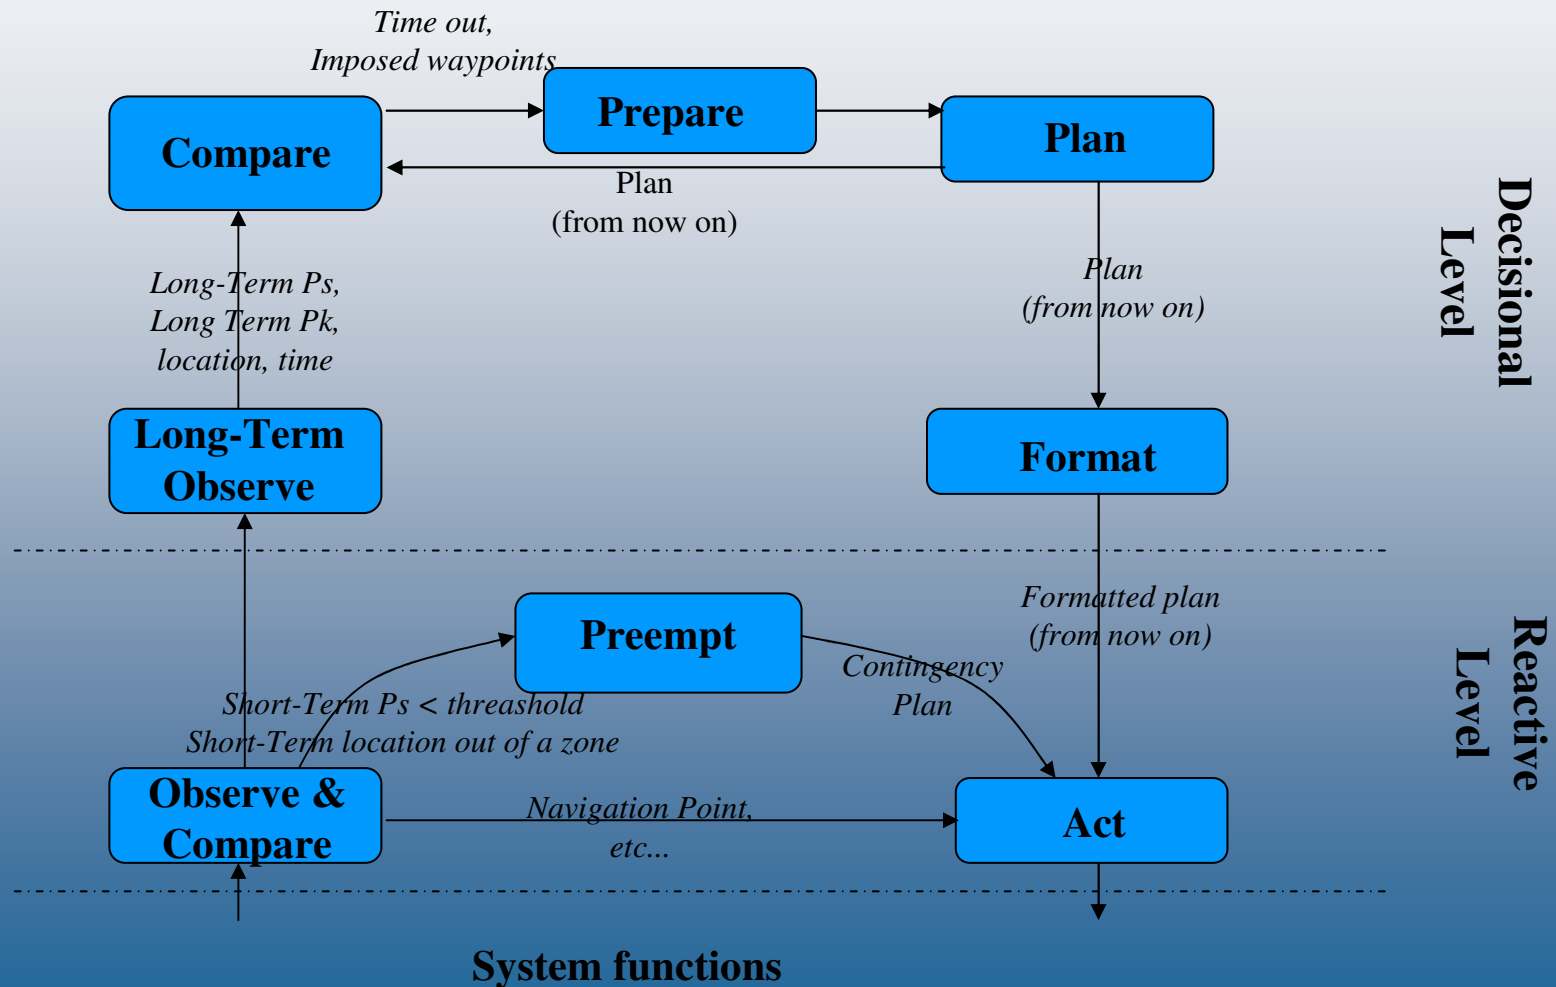 Time out,
Imposed waypoints
Compare
Prepare
Plan
Plan
(from now on)
Decisional
Level
Long-Term Ps,
Long Term Pk,
location, time
Plan
(from now on)
Long-Term
Observe
Format
Preempt
Formatted plan
(from now on)
Reactive
Level
Contingency
Plan
Short-Term Ps < threashold
Short-Term location out of a zone
Observe &
Compare
Navigation Point,
etc...
Act
System functions